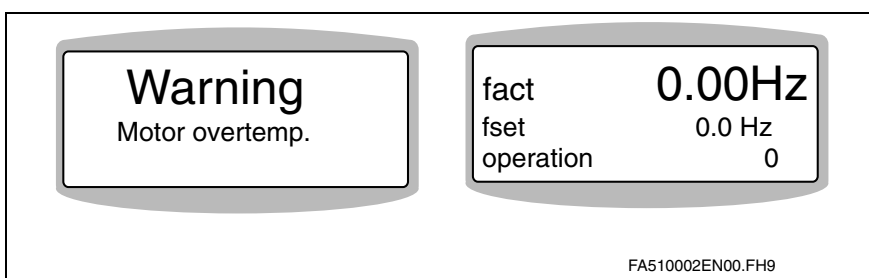 Warning
Motor overtemp.
fact 0.00Hz
fset 0.0 Hz
operation 0
FA510002EN00.FH9